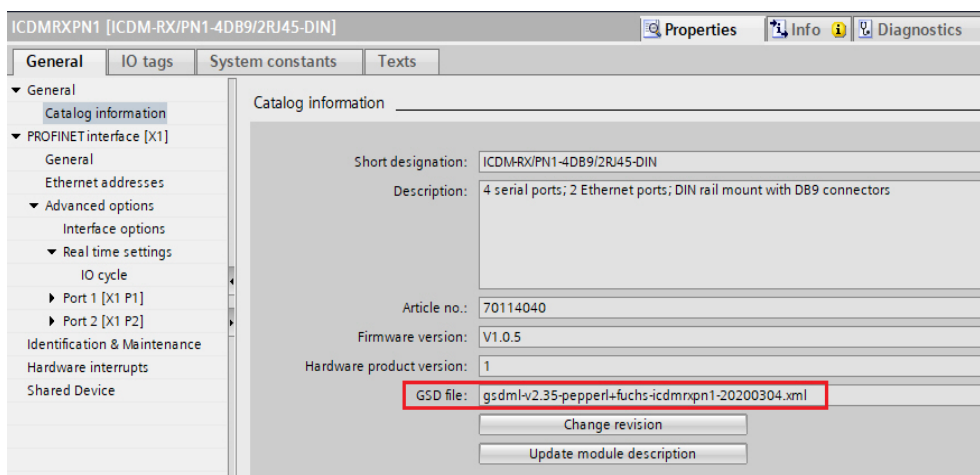 ICDMRXPN1 [ICDM-RX/PN1-4DB9/2RJ45-DIN]
Properties
Info
Diagnostics
General
IO tags
System constants
Texts
General
Catalog information
PROFINET interface [X1]
General
Ethernet addresses
Advanced options
Interface options
Real time settings
IO cycle
Port 1 [X1 P1]
Port 2 [X1 P2]
Identification & Maintenance
Hardware interrupts
Shared Device
Catalog information
Short designation: ICDM-RX/PN1-4DB9/2RJ45-DIN
Description: 4 serial ports; 2 Ethernet ports; DIN rail mount with DB9 connectors
Article no.: 70114040
Firmware version: V1.0.5
Hardware product version: 1
GSD file: gsdml-v2.35-pepperl+fuchs-icdmrxpn1-20200304.xml
Change revision
Update module description